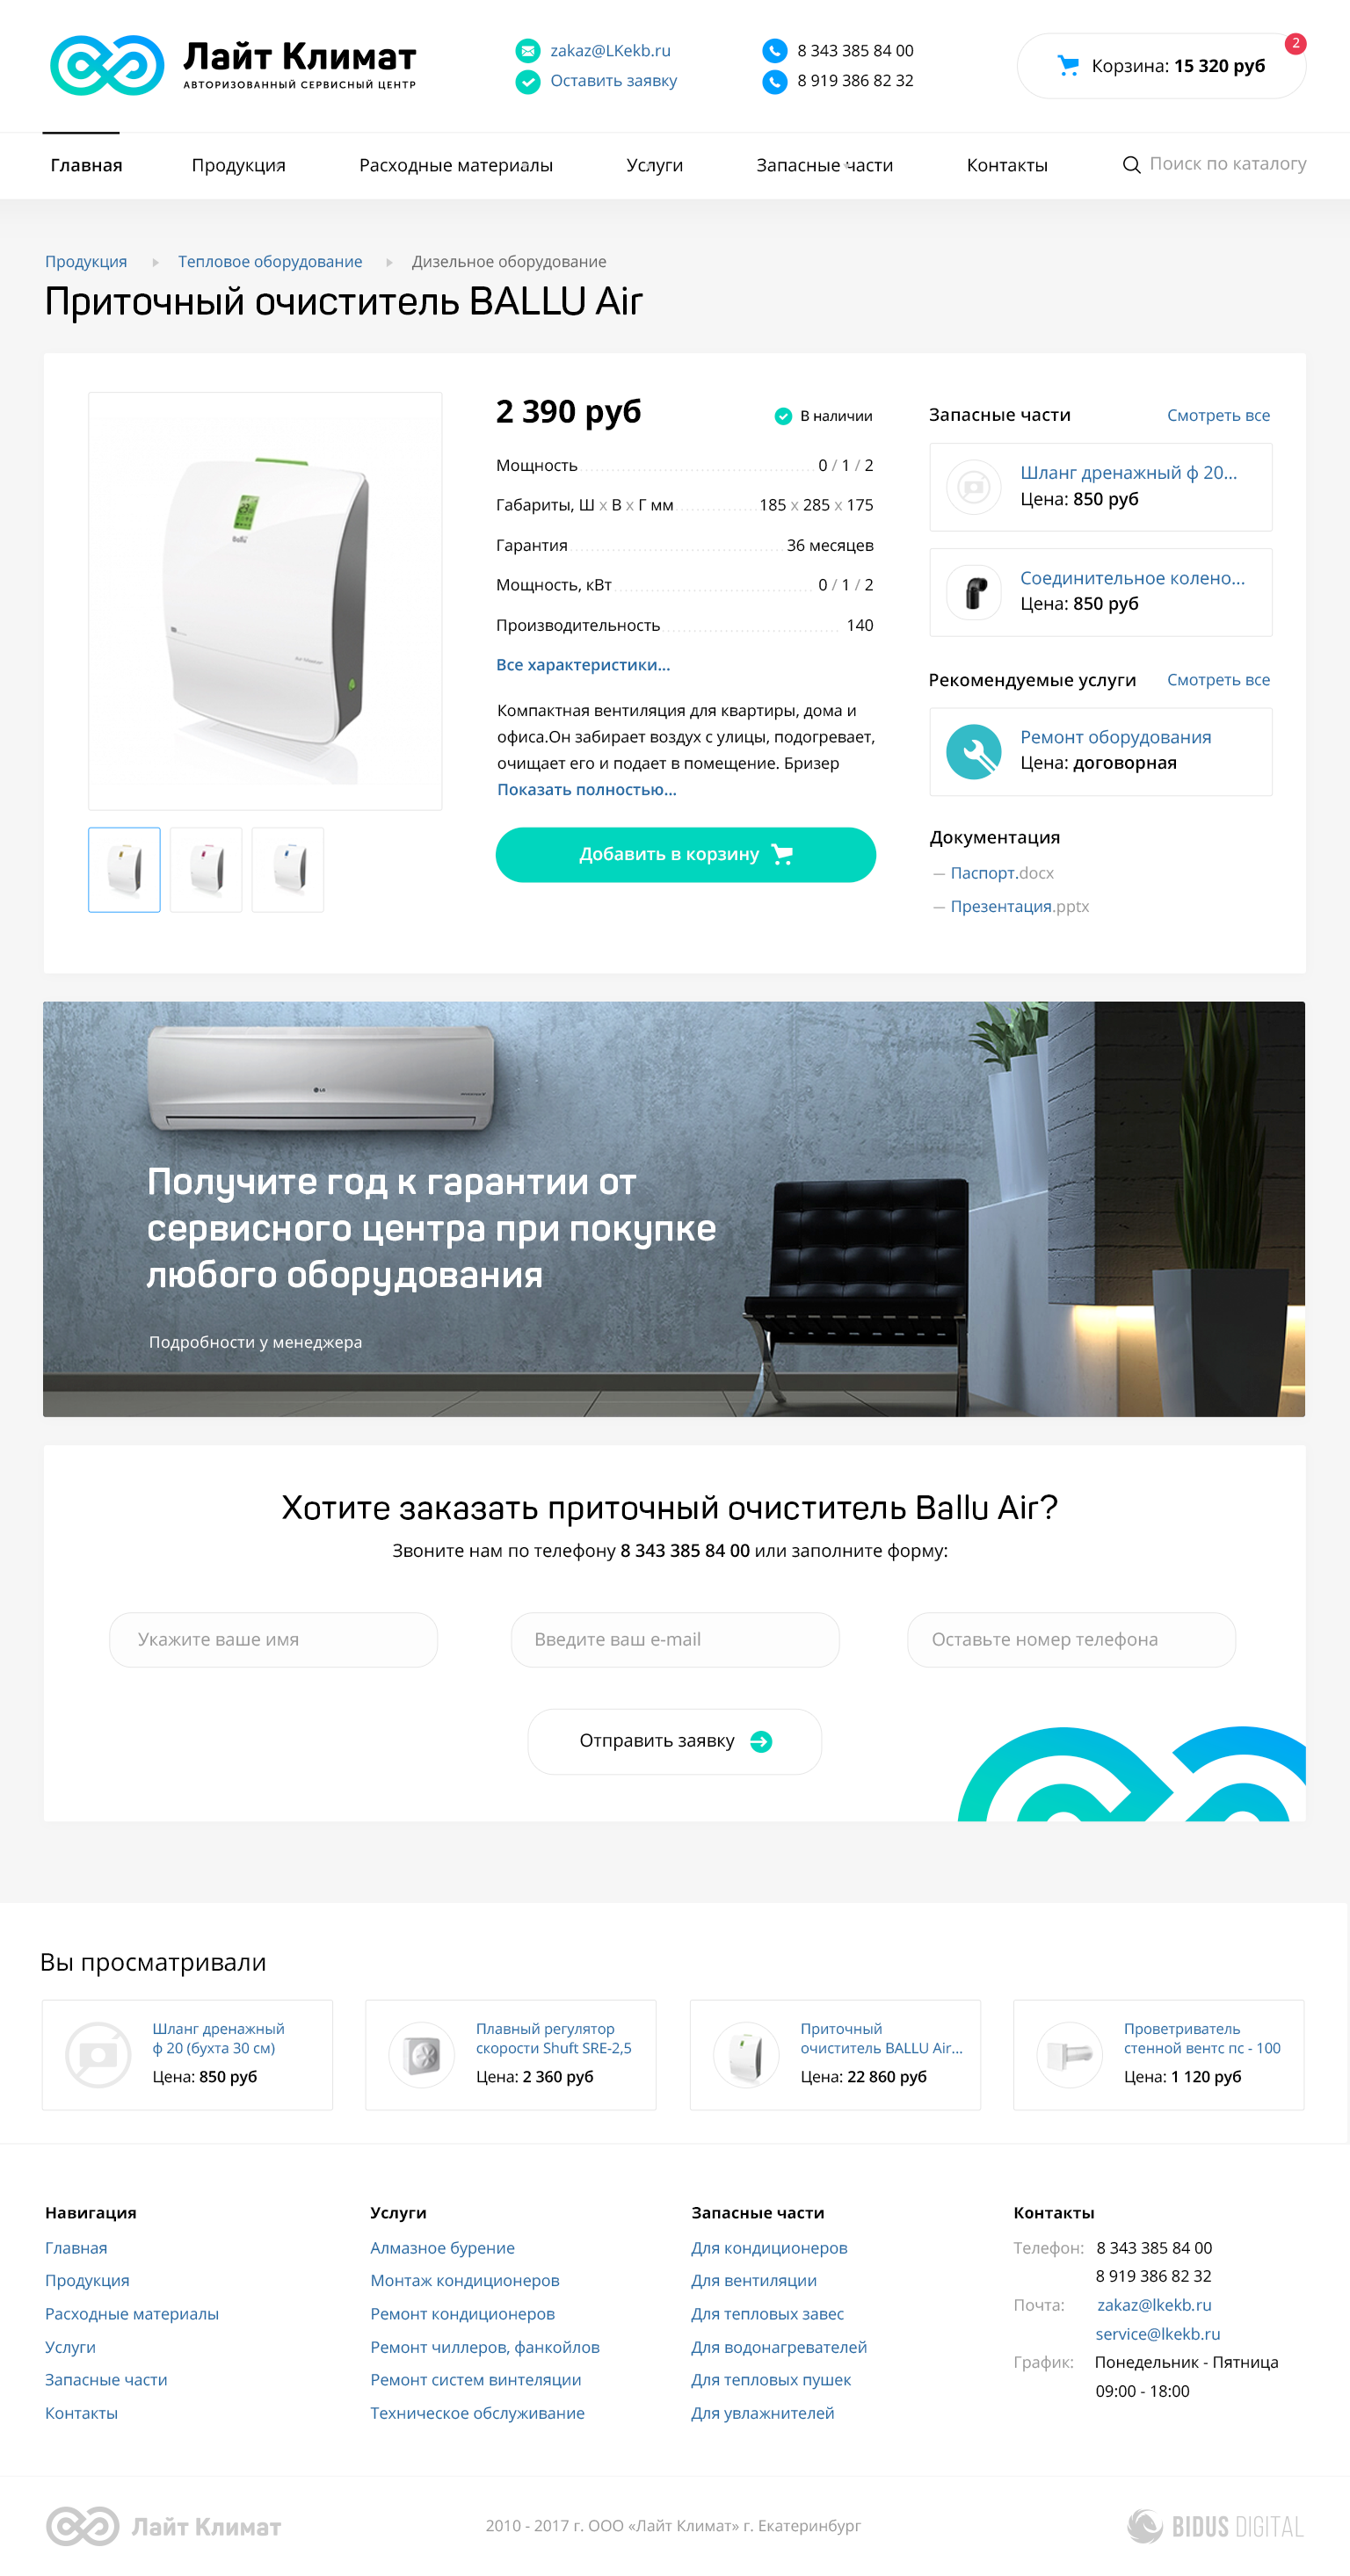 Лайт Климат
АВТОРИЗОВАННЫЙ СЕРВИСНЫЙ ЦЕНТР
zakaz@LKekb.ru
Оставить заявку
8 343 385 84 00
8 919 386 82 32
Корзина: 15 320 руб
2
Главная
Продукция
Расходные материалы
Услуги
Запасные части
Контакты
Поиск по каталогу
Продукция
Тепловое оборудование
Дизельное оборудование
Приточный очиститель BALLU Air
2 390 руб
В наличии
Мощность 0 / 1 / 2
Габариты, Ш х В х Г мм 185 х 285 х 175
Гарантия 36 месяцев
Мощность, кВт 0 / 1 / 2
Производительность 140
Все характеристики...
Компактная вентиляция для квартиры, дома и
офиса.Он забирает воздух с улицы, подогревает,
очищает его и подает в помещение. Бризер
Показать полностью...
Добавить в корзину
Ballu
Запасные части
Смотреть все
Шланг дренажный ф 20...
Цена: 850 руб
Соединительное колено...
Цена: 850 руб
Рекомендуемые услуги
Смотреть все
Ремонт оборудования
Цена: договорная
Документация
— Паспорт.docx
— Презентация.pptx
LG
Получите год к гарантии от
сервисного центра при покупке
любого оборудования
Подробности у менеджера
Хотите заказать приточный очиститель Ballu Air?
Звоните нам по телефону 8 343 385 84 00 или заполните форму:
Укажите ваше имя
Введите ваш e-mail
Оставьте номер телефона
Отправить заявку
Вы просматривали
Шланг дренажный
ф 20 (бухта 30 см)
Цена: 850 руб
Плавный регулятор
скорости Shuft SRE-2,5
Цена: 2 360 руб
Приточный
очиститель BALLU Air...
Цена: 22 860 руб
Проветриватель
стенной вентс пс - 100
Цена: 1 120 руб
Навигация
Главная
Продукция
Расходные материалы
Услуги
Запасные части
Контакты
Услуги
Алмазное бурение
Монтаж кондиционеров
Ремонт кондиционеров
Ремонт чиллеров, фанкойлов
Ремонт систем винтеляции
Техническое обслуживание
Запасные части
Для кондиционеров
Для вентиляции
Для тепловых завес
Для водонагревателей
Для тепловых пушек
Для увлажнителей
Контакты
Телефон: 8 343 385 84 00
8 919 386 82 32
Почта: zakaz@lkekb.ru
service@lkekb.ru
График: Понедельник - Пятница
09:00 - 18:00
Лайт Климат
2010 - 2017 г. ООО «Лайт Климат» г. Екатеринбург
BIDUS DIGITAL